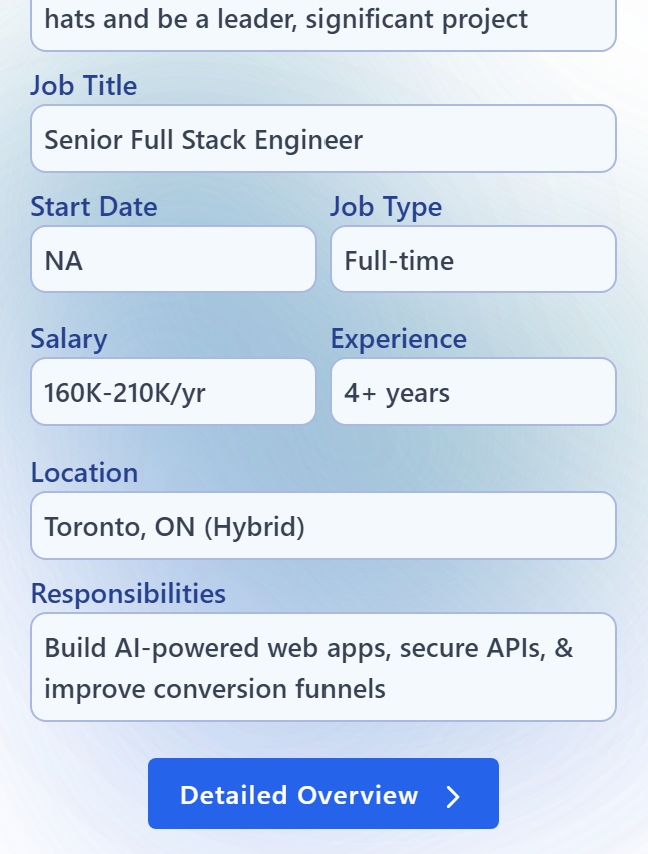 hats and be a leader, significant project
Job Title
Senior Full Stack Engineer
Start Date
Job Type
NA
Full-time
Salary
Experience
160K-210K/yr
4+ years
Location
Toronto, ON (Hybrid)
Responsibilities
Build AI-powered web apps, secure APIs, &
improve conversion funnels
Detailed Overview